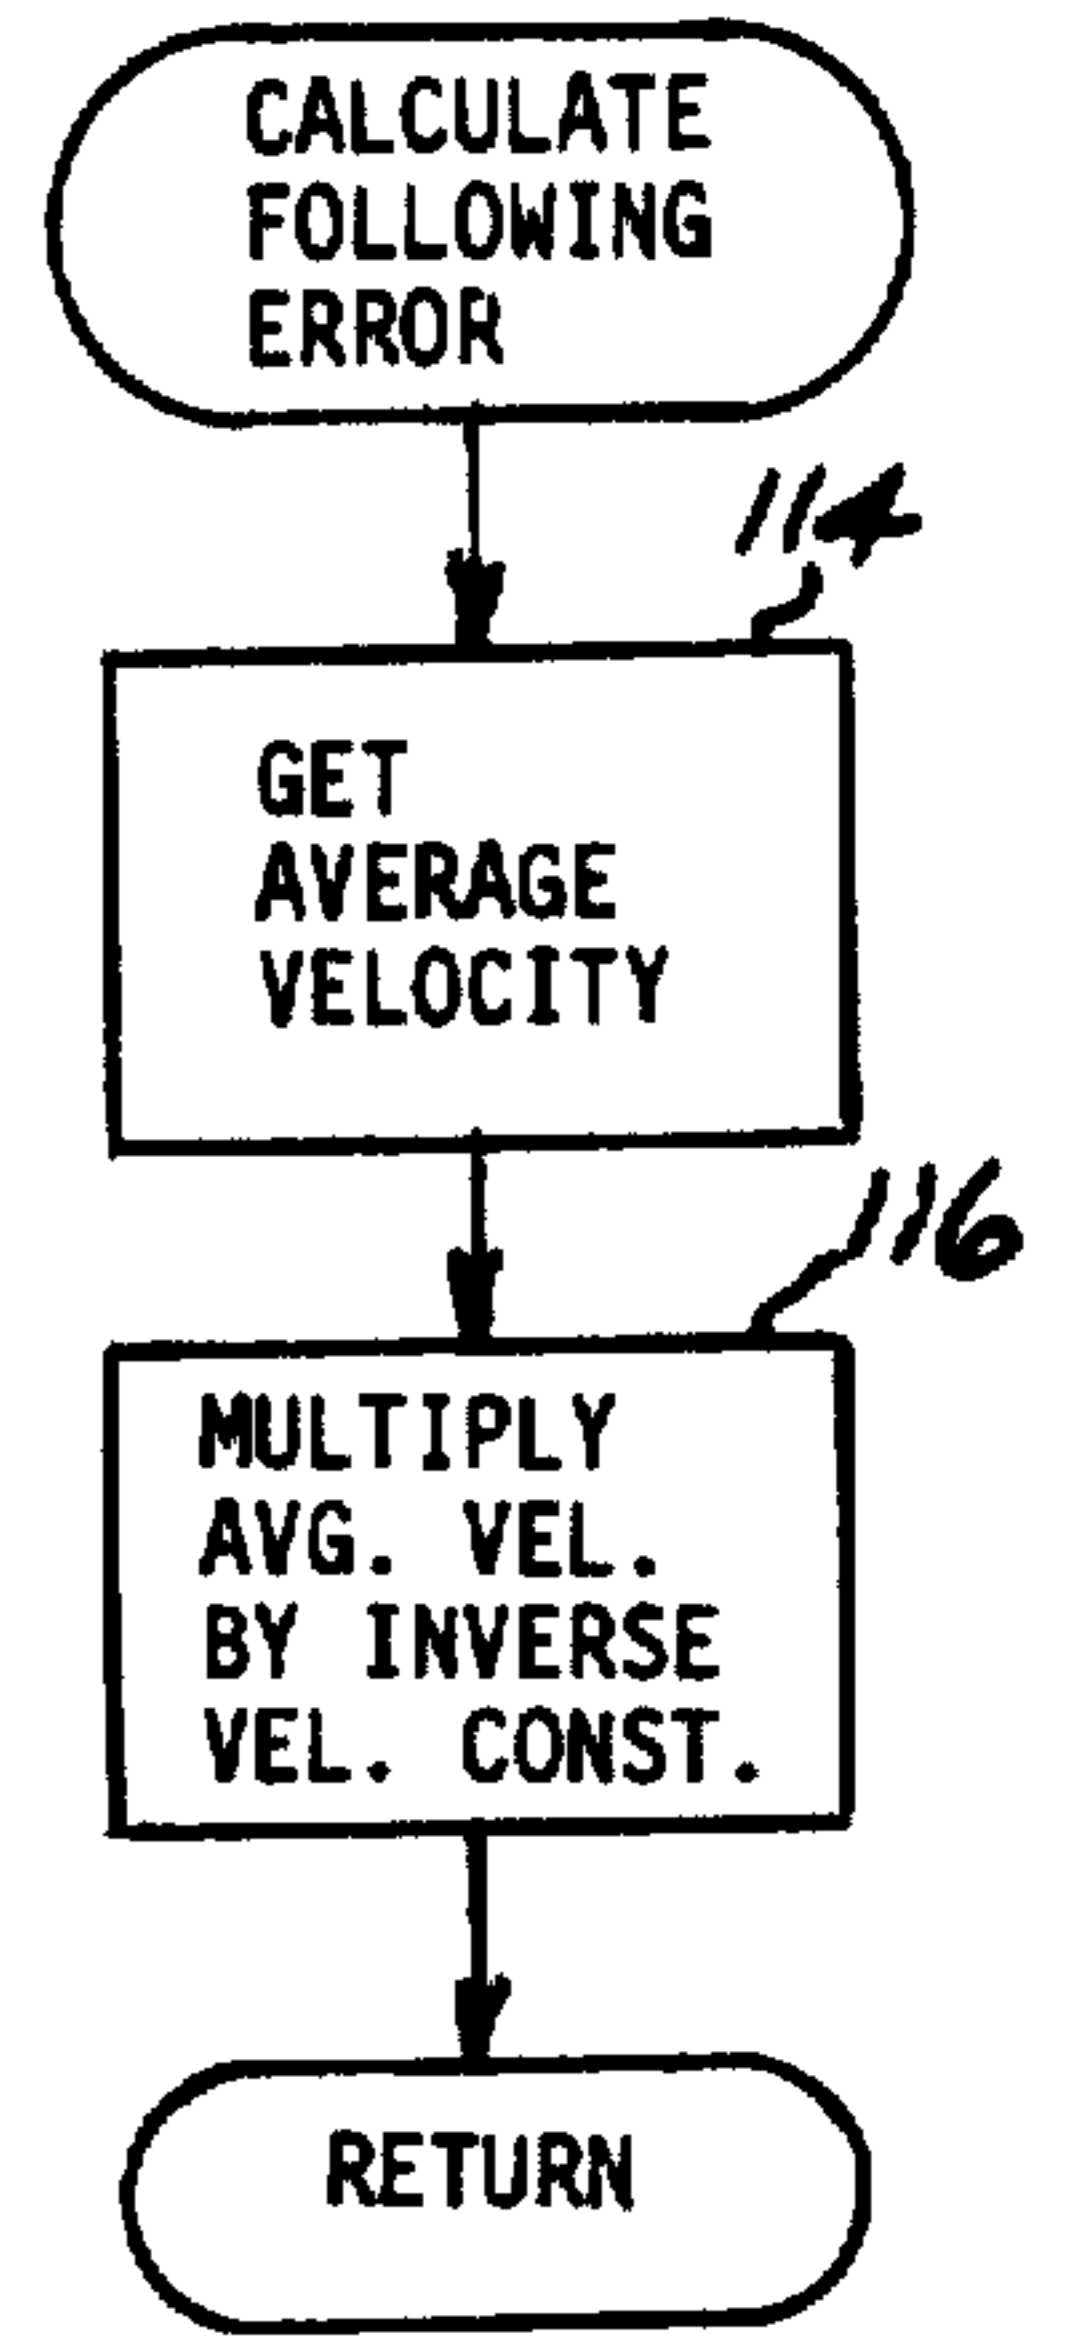 CALCULATE
FOLLOWING
ERROR
114
GET
AVERAGE
VELOCITY
116
MULTIPLY
AVG. VEL.
BY INVERSE
VEL. CONST.
RETURN